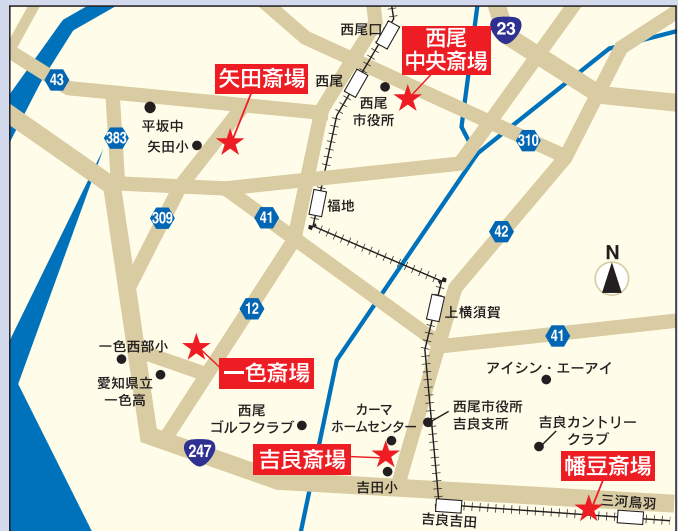 西尾口
23
西尾
中央斎場
43
矢田斎場
西尾
西尾
市役所
平坂中
383
矢田小
310
福地
309
41
42
N
上横須賀
12
41
一色西部小
愛知県立
一色高
一色斎場
アイシン・エーアイ
西尾
ゴルフクラブ
カーマ
ホームセンター
西尾市役所
吉良支所
吉良カントリー
クラブ
247
吉良斎場
吉田小
幡豆斎場
三河鳥羽
吉良吉田